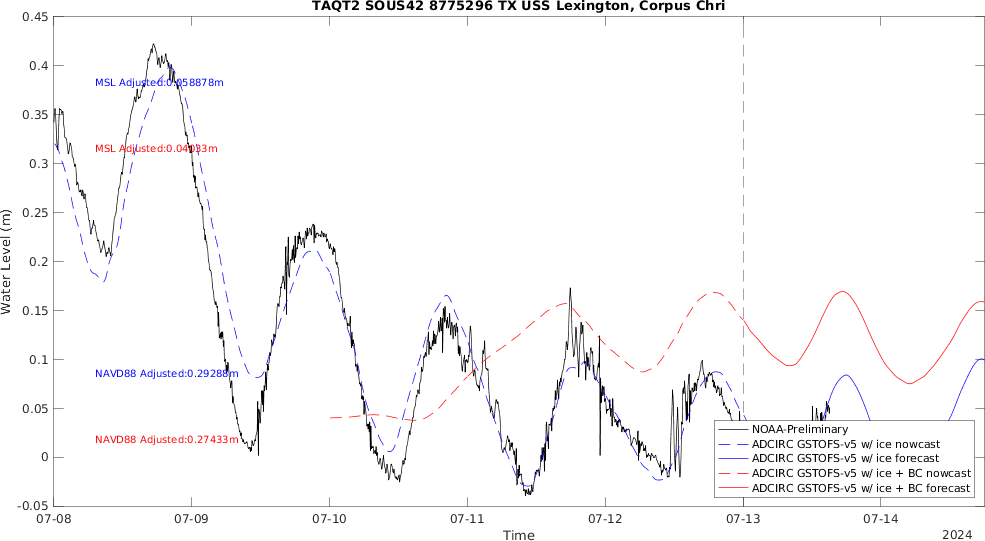 TAQT2 SOUS42 8775296 TX USS Lexington, Corpus Chri
0.45
0.4
0.35
0.3
0.25
0.2
0.15
0.1
0.05
0
-0.05
Water Level (m)
MSL Adjusted:0.058878m
MSL Adjusted:0.04033m
NAVD88 Adjusted:0.29288m
NAVD88 Adjusted:0.27433m
NOAA-Preliminary
ADCIRC GSTOFS-v5 w/ ice nowcast
ADCIRC GSTOFS-v5 w/ ice forecast
ADCIRC GSTOFS-v5 w/ ice + BC nowcast
ADCIRC GSTOFS-v5 w/ ice + BC forecast
07-08 07-09 07-10 07-11 07-12 07-13 07-14
Time
2024